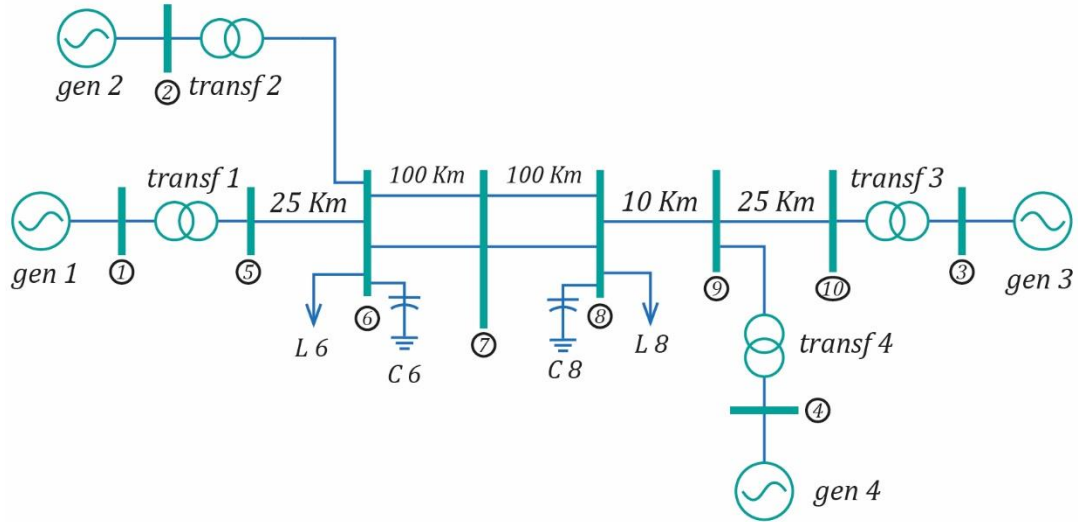 gen 2
②
transf 2
gen 1
①
transf 1
⑤
25 Km
100 Km
100 Km
10 Km
25 Km
transf 3
③
gen 3
L 6
⑥
C 6
⑦
C 8
⑧
L 8
⑨
⑩
transf 4
④
gen 4